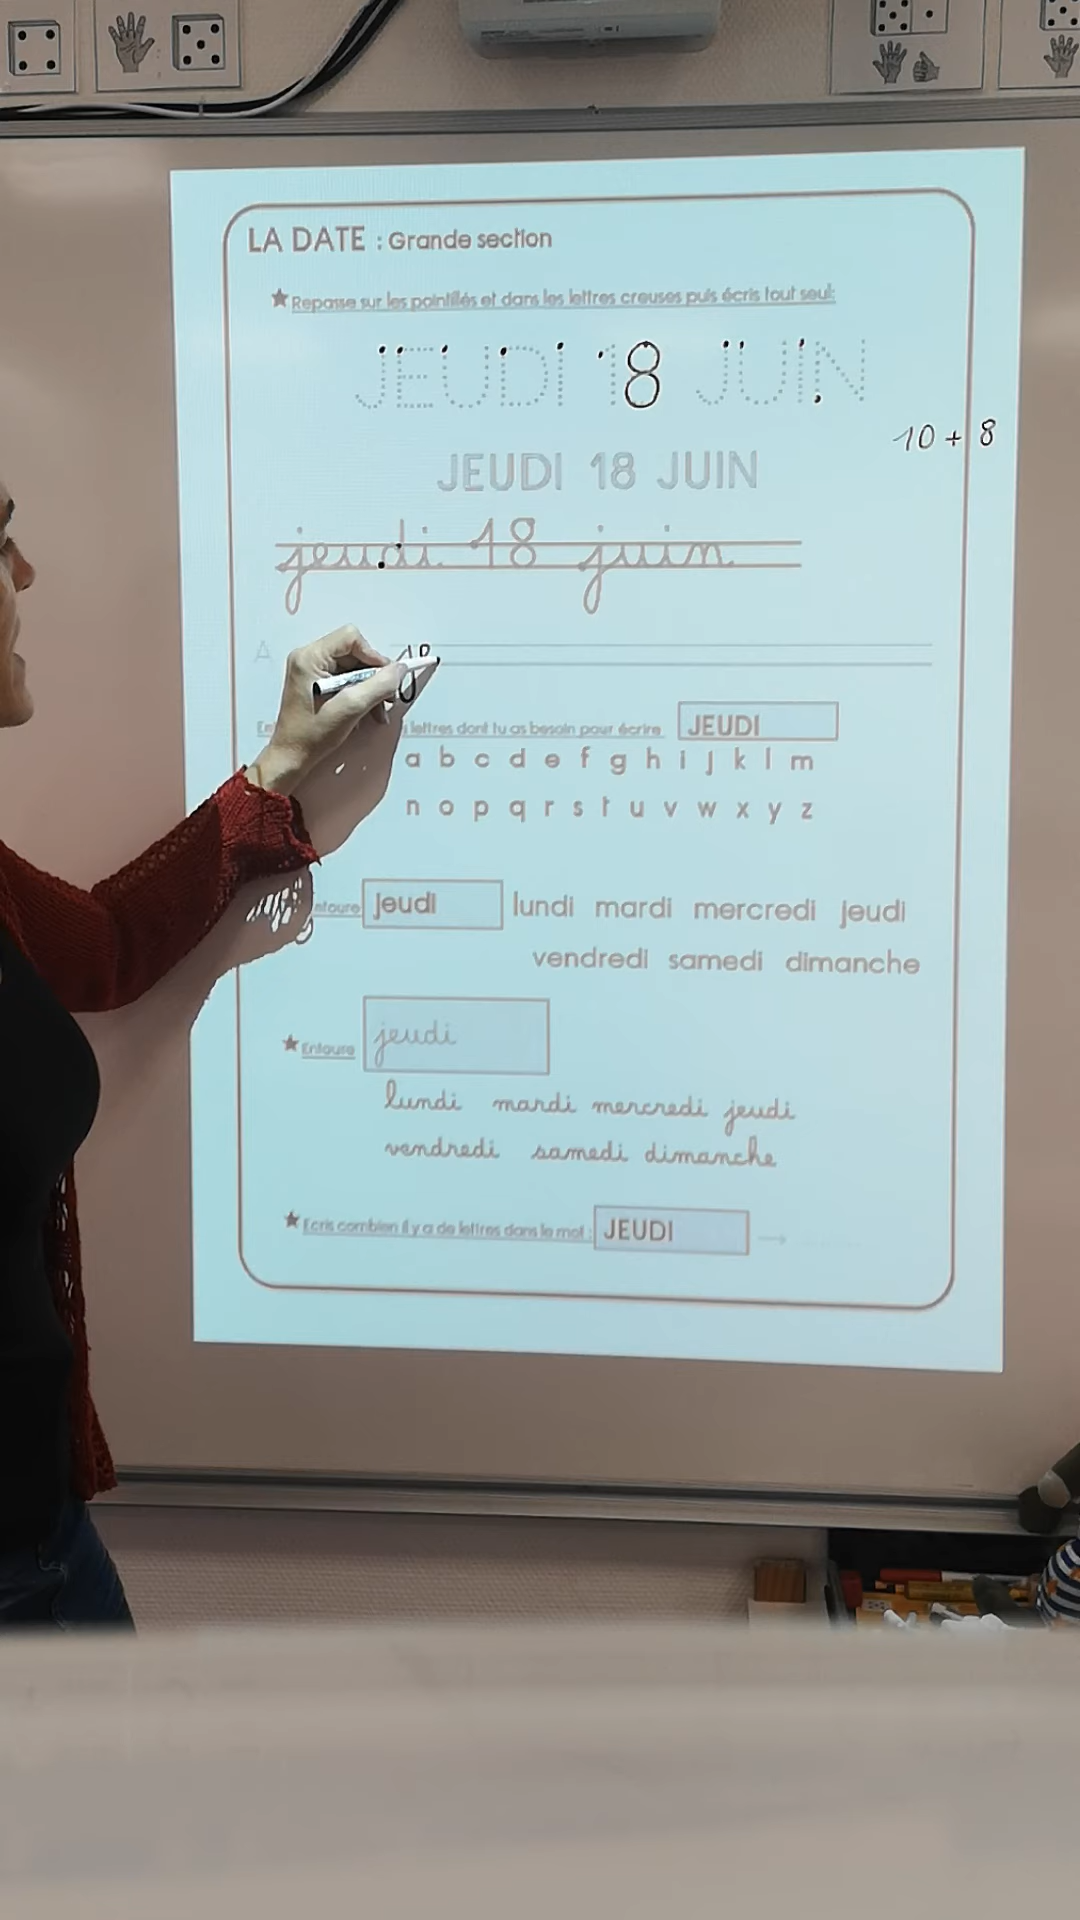 LA DATE : Grande section
★ Repasse sur les pointillés et dans les lettres creuses puis écris tout seul:
JEUDI 18 JUIN
10 + 8
JEUDI 18 JUIN
jeudi 18 juin
A
lettres dont tu as besoin pour écrire JEUDI
a b c d e f g h i j k l m
n o p q r s t u v w x y z
jeudi lundi mardi mercredi jeudi
vendredi samedi dimanche
★ Entoure jeudi
lundi mardi mercredi jeudi
vendredi samedi dimanche
★ Ecris combien il y a de lettres dans le mot : JEUDI →